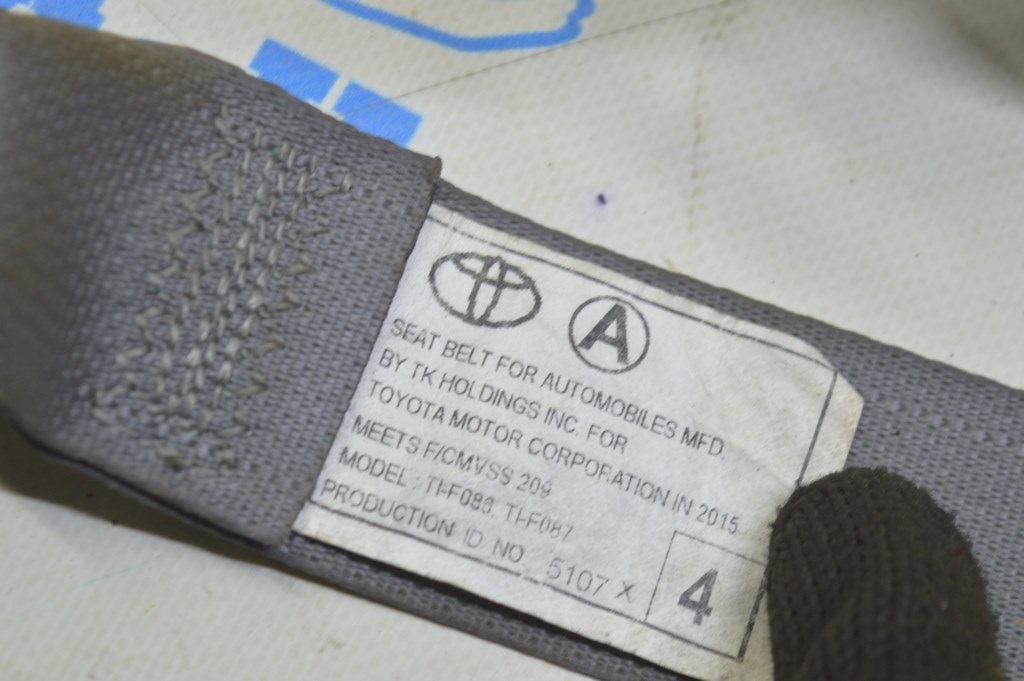 A
SEAT BELT FOR AUTOMOBILES MFD.
BY TK HOLDINGS INC. FOR
TOYOTA MOTOR CORPORATION IN 2015
MEETS F/CMVSS 209
MODEL : TI-F086, TI-F087
PRODUCTION ID NO. 5107 X
4